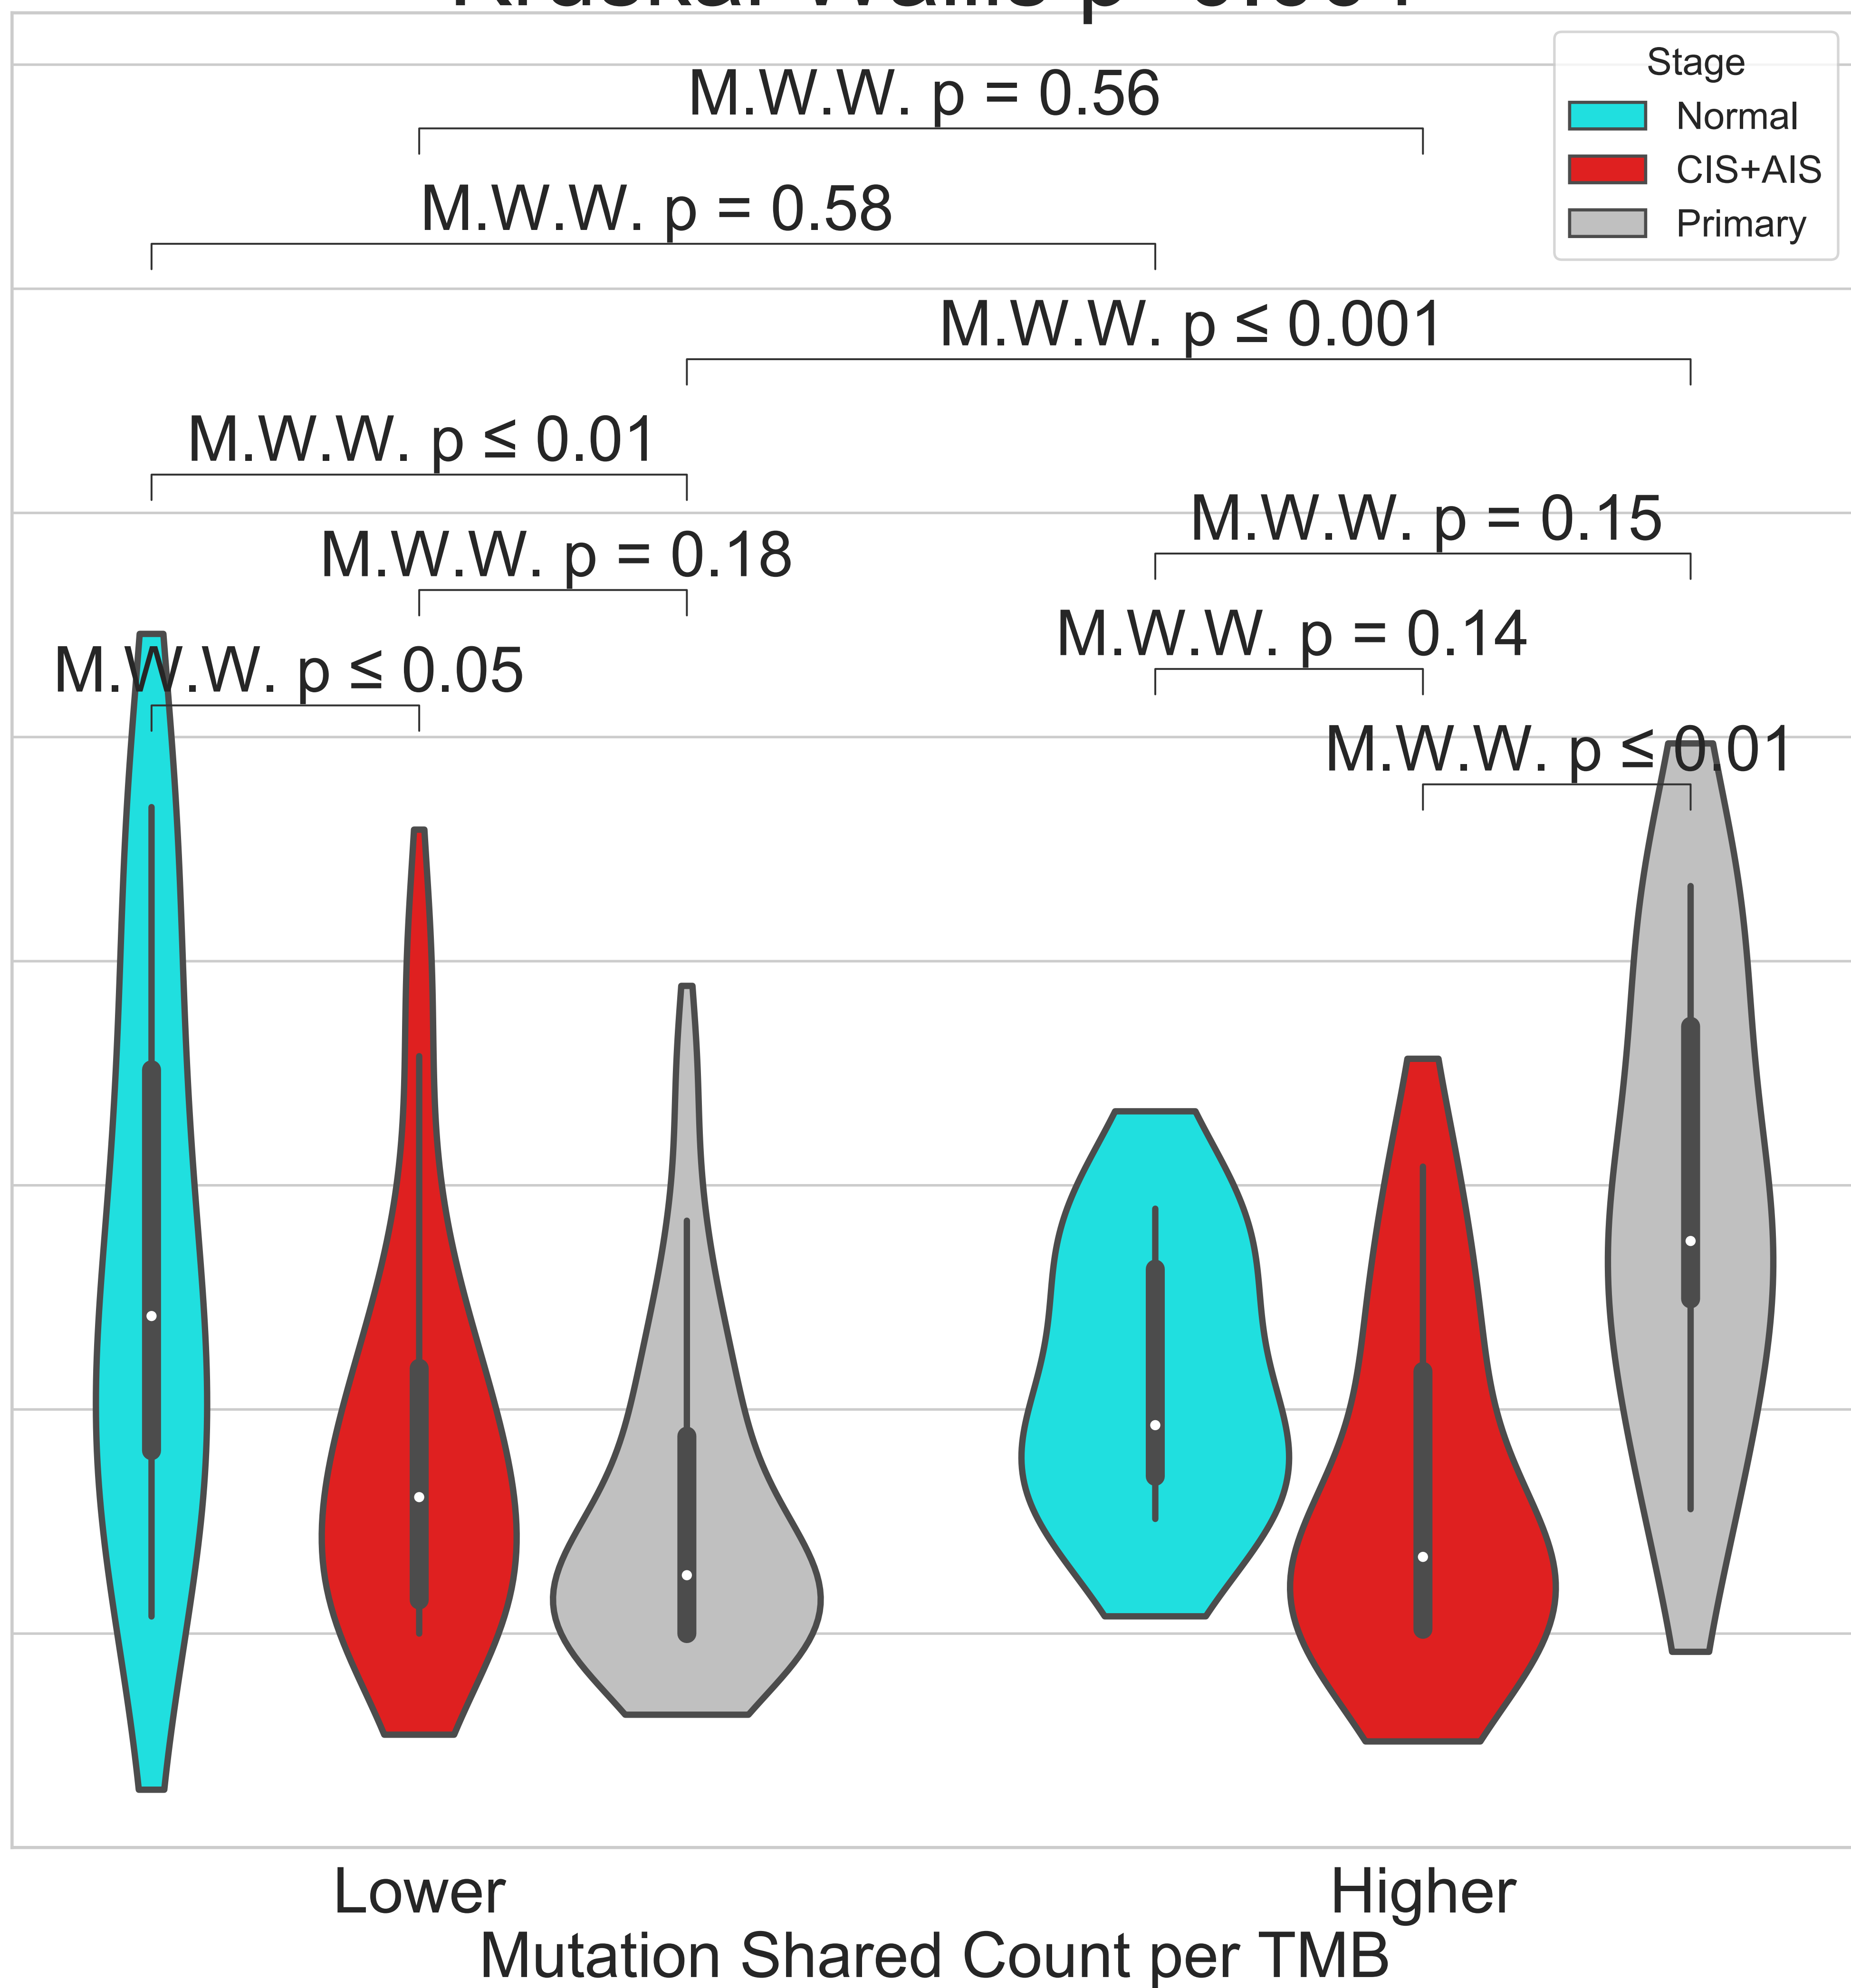 Stage
Normal
CIS+AIS
Primary
M.W.W. p = 0.56
M.W.W. p = 0.58
M.W.W. p ≤ 0.001
M.W.W. p ≤ 0.01
M.W.W. p = 0.15
M.W.W. p = 0.18
M.W.W. p = 0.14
M.W.W. p ≤ 0.05
M.W.W. p ≤ 0.01
Lower
Higher
Mutation Shared Count per TMB